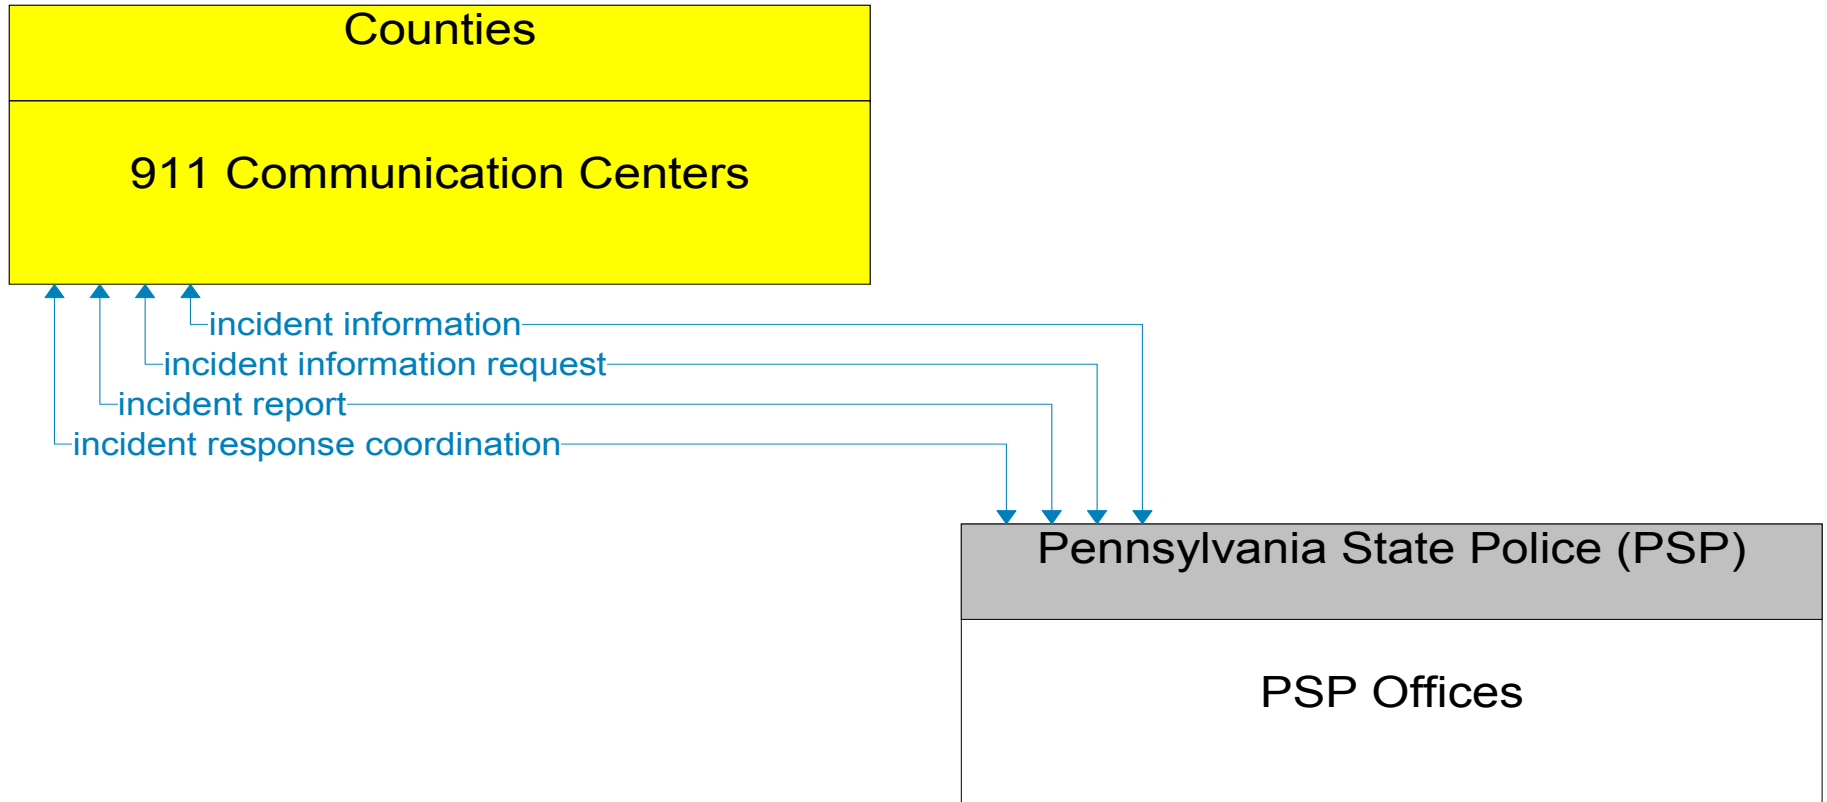 Counties
911 Communication Centers
incident information
incident information request
incident report
incident response coordination
Pennsylvania State Police (PSP)
PSP Offices